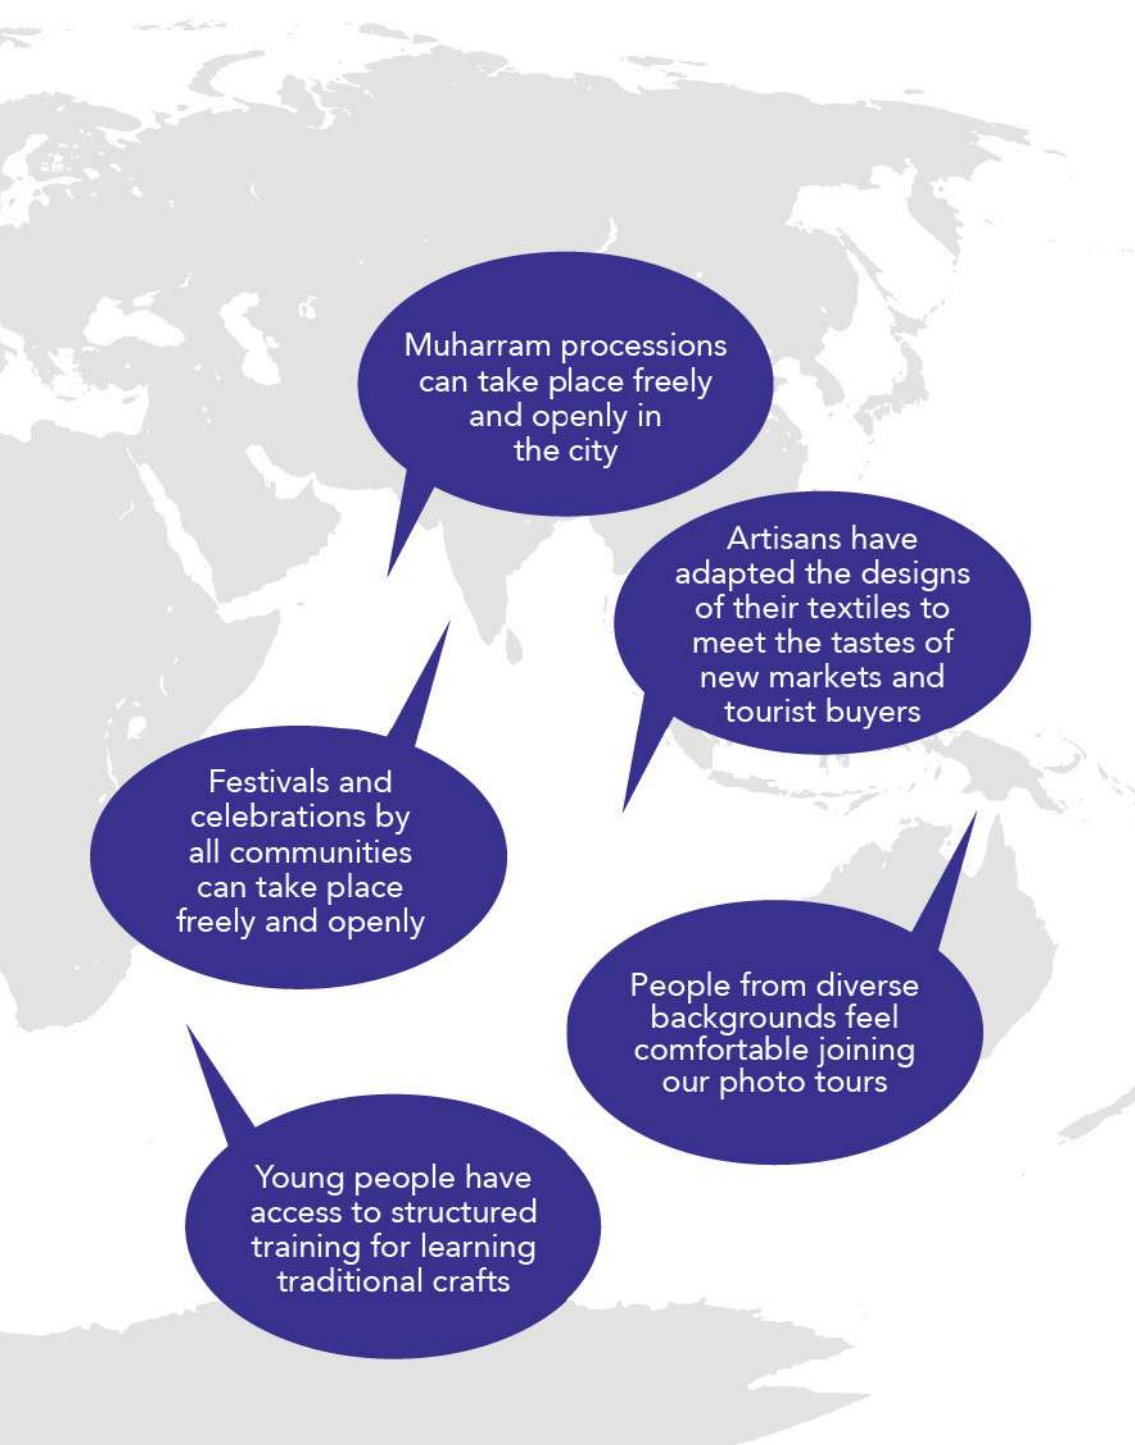 Muharram processions
can take place freely
and openly in
the city
Artisans have
adapted the designs
of their textiles to
meet the tastes of
new markets and
tourist buyers
Festivals and
celebrations by
all communities
can take place
freely and openly
People from diverse
backgrounds feel
comfortable joining
our photo tours
Young people have
access to structured
training for learning
traditional crafts